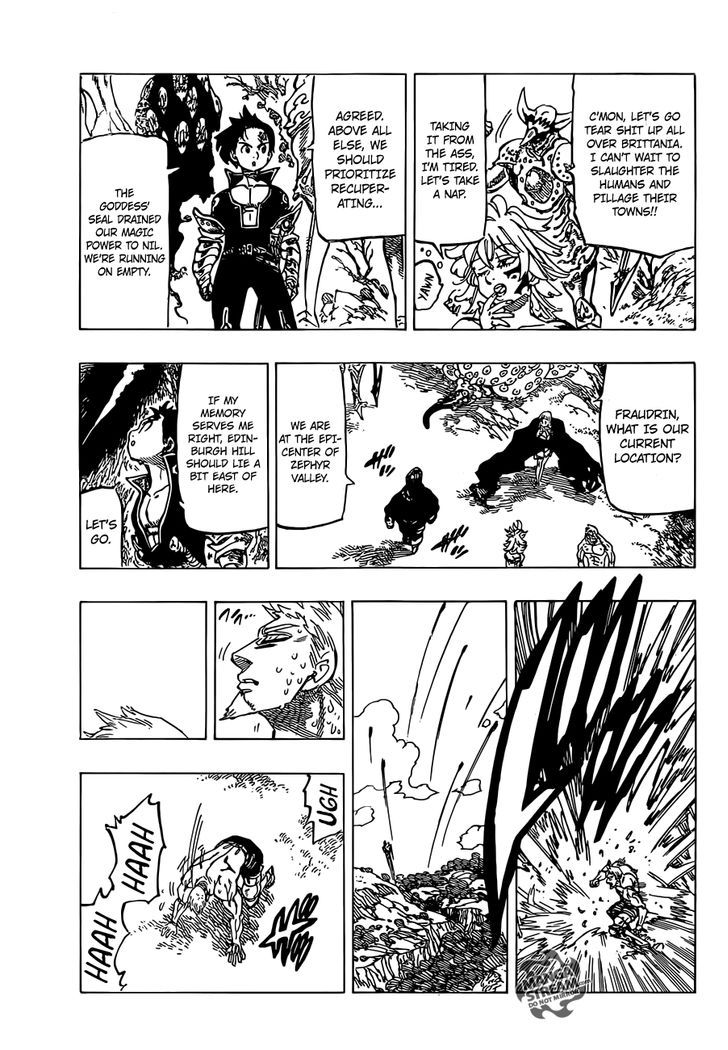 C'MON, LET'S GO
TEAR SHIT UP ALL
OVER BRITTANIA.
I CAN'T WAIT TO
SLAUGHTER THE
HUMANS AND
PILLAGE THEIR
TOWNS!!
TAKING
IT FROM
THE ASS,
I'M TIRED.
LET'S TAKE
A NAP.
YAWN
AGREED.
ABOVE ALL
ELSE, WE
SHOULD
PRIORITIZE
RECUPER-
ATING...
THE
GODDESS'
SEAL DRAINED
OUR MAGIC
POWER TO NIL.
WE'RE RUNNING
ON EMPTY.
FRAUDRIN,
WHAT IS OUR
CURRENT
LOCATION?
WE ARE
AT THE EPI-
CENTER OF
ZEPHYR
VALLEY.
IF MY
MEMORY
SERVES ME
RIGHT, EDIN-
BURGH HILL
SHOULD LIE A
BIT EAST OF
HERE.
LET'S
GO.
UGH
HAAH
HAAH
MANGA
STREAM
DO NOT MIRROR